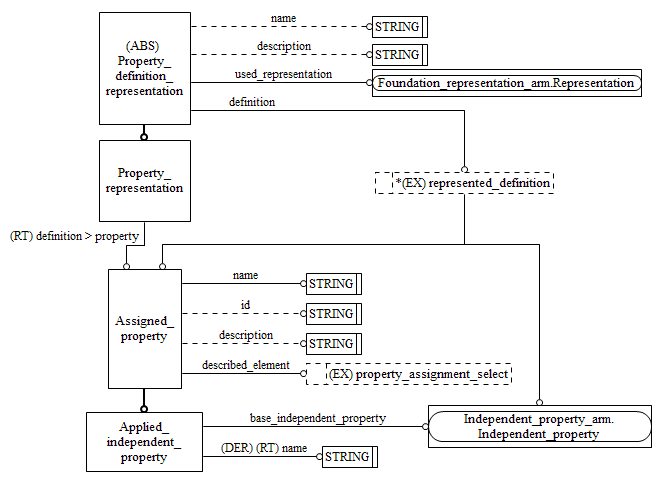 name
STRING
(ABS)
Property_
definition_
representation
description
STRING
used_representation
Foundation_representation_arm.Representation
definition
Property_
representation
*(EX) represented_definition
(RT) definition > property
name
STRING
id
STRING
Assigned_
property
description
STRING
described_element
(EX) property_assignment_select
Applied_
independent_
property
base_independent_property
Independent_property_arm.
Independent_property
(DER) (RT) name
STRING